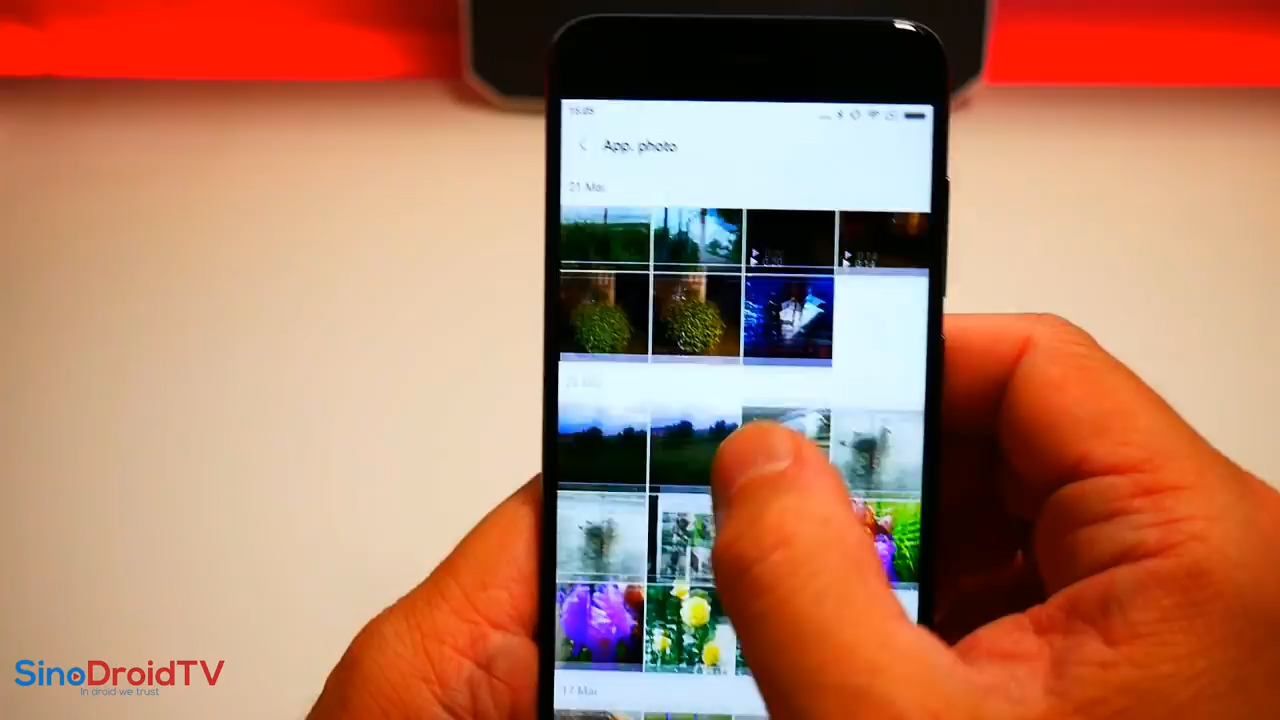 15:05
App. photo
21 Mai
17 Mai
SinoDroidTV
In droid we trust